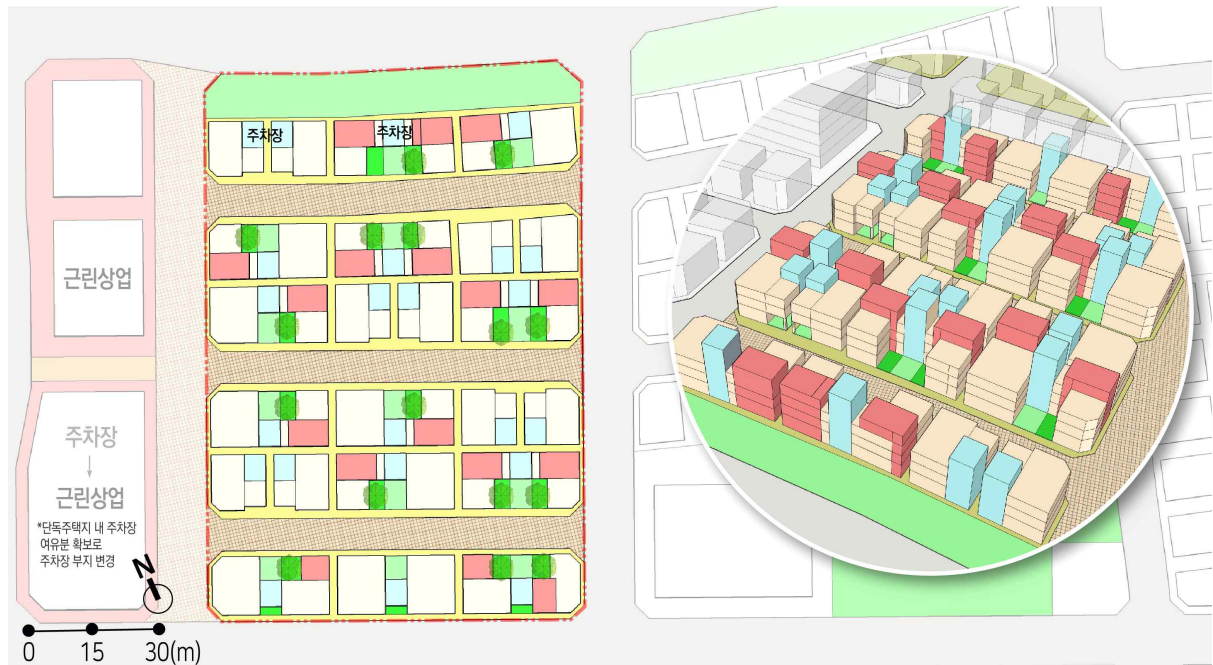 주차장
주차장
근린상업
주차장
근린상업
*단독주택지 내 주차장
여유분 확보로
주차장 부지 변경
N
0 15 30(m)